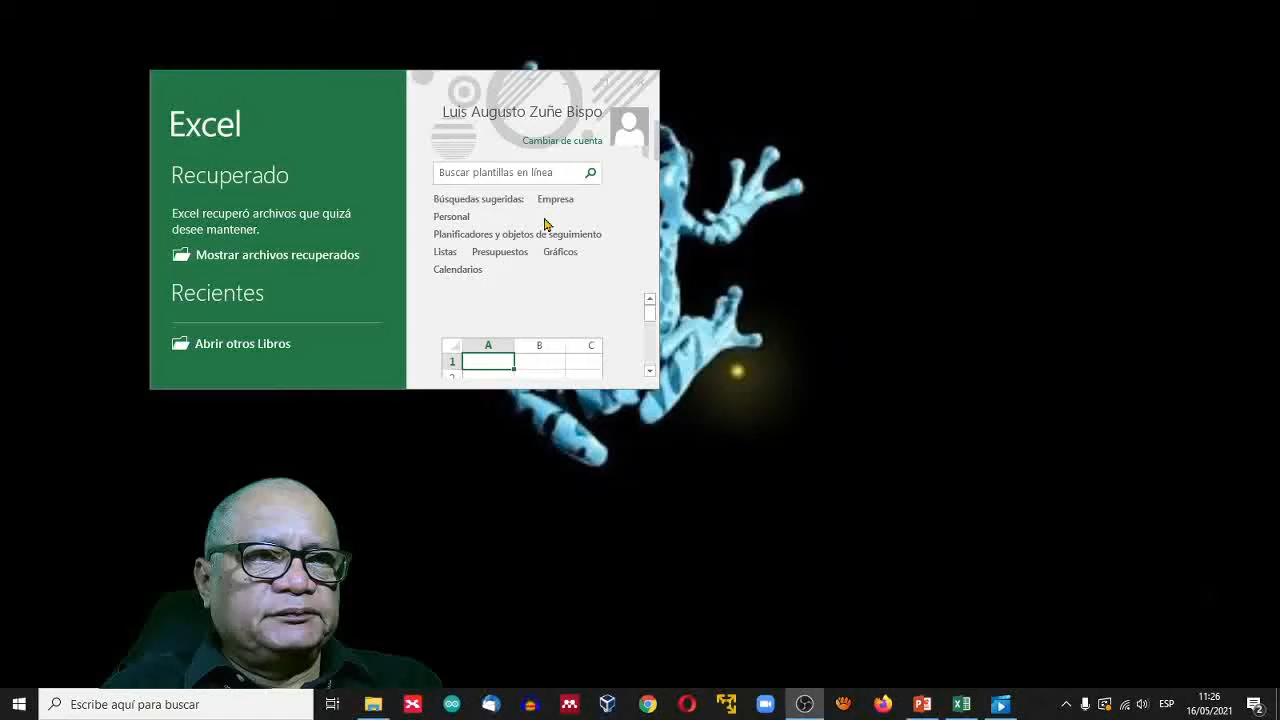 Excel
Recuperado
Excel recuperó archivos que quizá
desee mantener.
Mostrar archivos recuperados
Recientes
Abrir otros Libros
Luis Augusto Zuñe Bispo
Cambiar de cuenta
Buscar plantillas en línea
Búsquedas sugeridas: Empresa
Personal
Planificadores y objetos de seguimiento
Listas Presupuestos Gráficos
Calendarios
A B C
1
2
Escribe aquí para buscar
ESP
11:26
16/05/2021
2